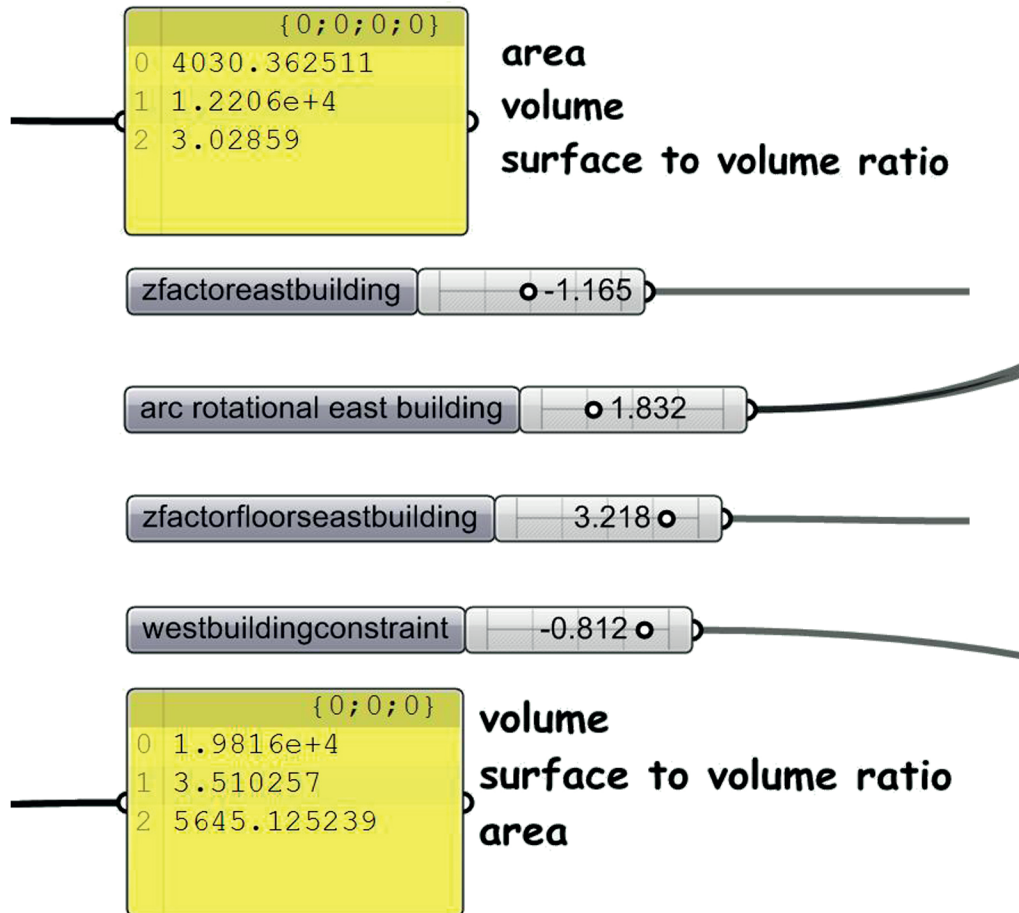 {0;0;0;0}
0 4030.362511
1 1.2206e+4
2 3.02859
area
volume
surface to volume ratio
zfactoreastbuilding -1.165
arc rotational east building 1.832
zfactorfloorseastbuilding 3.218
westbuildingconstraint -0.812
{0;0;0}
0 1.9816e+4
1 3.510257
2 5645.125239
volume
surface to volume ratio
area